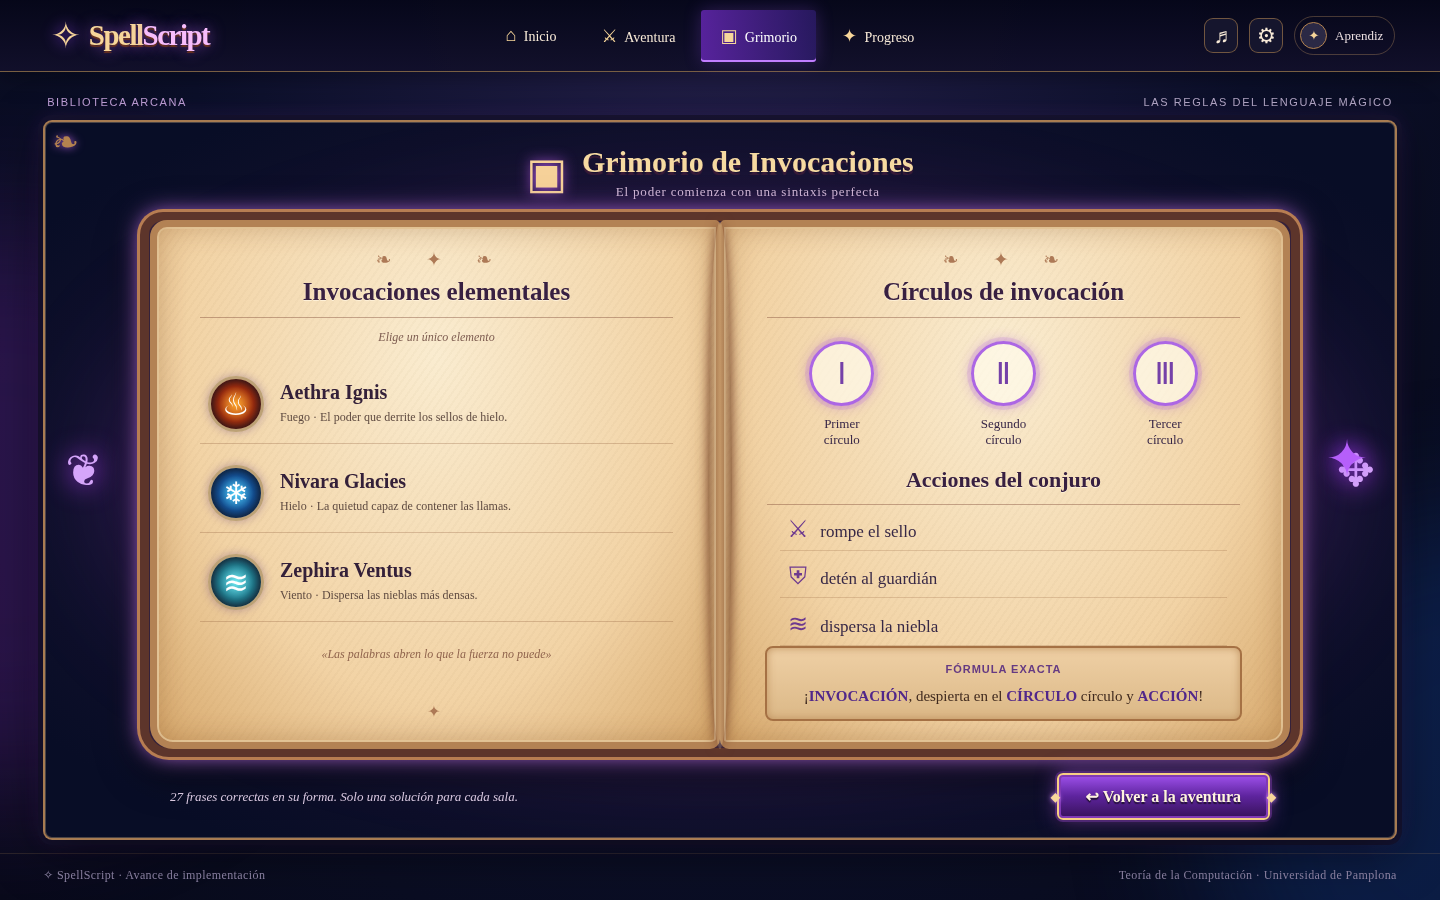 SpellScript
Inicio
Aventura
Grimorio
Progreso
Aprendiz
BIBLIOTECA ARCANA
LAS REGLAS DEL LENGUAJE MÁGICO
Grimorio de Invocaciones
El poder comienza con una sintaxis perfecta
Invocaciones elementales
Elige un único elemento
Aethra Ignis
Fuego · El poder que derrite los sellos de hielo.
Nivara Glacies
Hielo · La quietud capaz de contener las llamas.
Zephira Ventus
Viento · Dispersa las nieblas más densas.
«Las palabras abren lo que la fuerza no puede»
Círculos de invocación
I
II
III
Primer
círculo
Segundo
círculo
Tercer
círculo
Acciones del conjuro
rompe el sello
detén al guardián
dispersa la niebla
FÓRMULA EXACTA
¡INVOCACIÓN, despierta en el CÍRCULO círculo y ACCIÓN!
27 frases correctas en su forma. Solo una solución para cada sala.
↩ Volver a la aventura
✧ SpellScript · Avance de implementación
Teoría de la Computación · Universidad de Pamplona